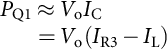 P_Q1 ≈ V_o I_C
= V_o (I_R3 − I_L)